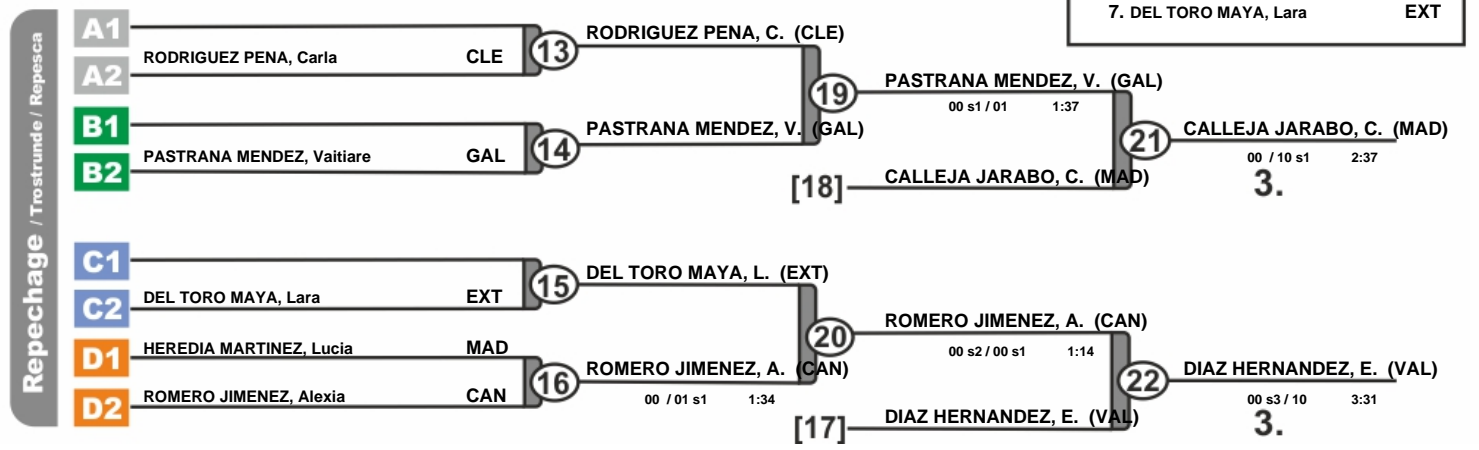 7. DEL TORO MAYA, Lara EXT
Repechage / Trostrunde / Repesca
A1
RODRIGUEZ PENA, Carla CLE
A2
13
RODRIGUEZ PENA, C. (CLE)
B1
PASTRANA MENDEZ, Vaitiare GAL
B2
14
PASTRANA MENDEZ, V. (GAL)
19
PASTRANA MENDEZ, V. (GAL)
00 s1 / 01 1:37
[18]
CALLEJA JARABO, C. (MAD)
21
CALLEJA JARABO, C. (MAD)
00 / 10 s1 2:37
3.
C1
DEL TORO MAYA, Lara EXT
C2
15
DEL TORO MAYA, L. (EXT)
D1
HEREDIA MARTINEZ, Lucia MAD
D2
ROMERO JIMENEZ, Alexia CAN
16
ROMERO JIMENEZ, A. (CAN)
00 / 01 s1 1:34
20
ROMERO JIMENEZ, A. (CAN)
00 s2 / 00 s1 1:14
[17]
DIAZ HERNANDEZ, E. (VAL)
22
DIAZ HERNANDEZ, E. (VAL)
00 s3 / 10 3:31
3.